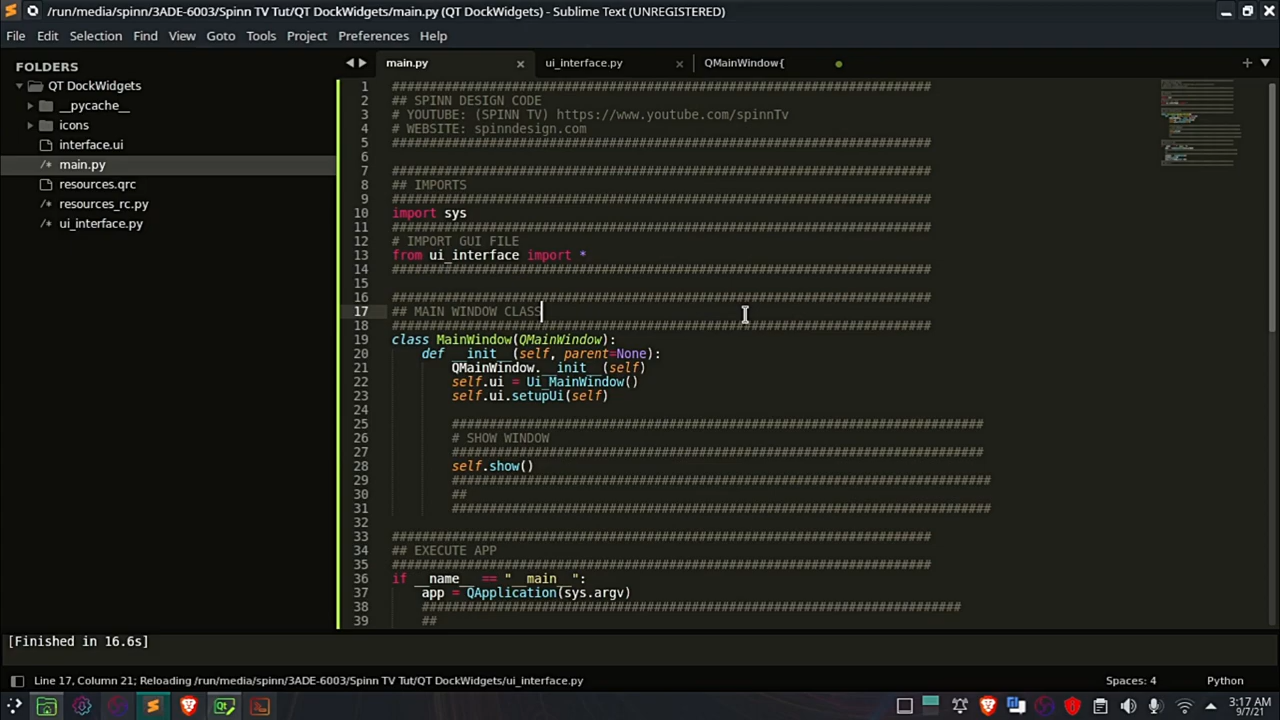 /run/media/spinn/3ADE-6003/Spinn TV Tut/QT DockWidgets/main.py (QT DockWidgets) - Sublime Text (UNREGISTERED)
File Edit Selection Find View Goto Tools Project Preferences Help
FOLDERS
QT DockWidgets
__pycache__
icons
interface.ui
/* main.py
resources.qrc
/* resources_rc.py
/* ui_interface.py
main.py ui_interface.py QMainWindow{
1 ########################################################################
2 ## SPINN DESIGN CODE
3 # YOUTUBE: (SPINN TV) https://www.youtube.com/spinnTv
4 # WEBSITE: spinndesign.com
5 ########################################################################
6
7 ########################################################################
8 ## IMPORTS
9 ########################################################################
10 import sys
11 ########################################################################
12 # IMPORT GUI FILE
13 from ui_interface import *
14 ########################################################################
15
16 ########################################################################
17 ## MAIN WINDOW CLASS
18 ########################################################################
19 class MainWindow(QMainWindow):
20 def __init__(self, parent=None):
21 QMainWindow.__init__(self)
22 self.ui = Ui_MainWindow()
23 self.ui.setupUi(self)
24
25 #######################################################################
26 # SHOW WINDOW
27 #######################################################################
28 self.show()
29 ########################################################################
30 ##
31 ########################################################################
32
33 ########################################################################
34 ## EXECUTE APP
35 ########################################################################
36 if __name__ == "__main__":
37 app = QApplication(sys.argv)
38 ########################################################################
39 ##
[Finished in 16.6s]
Line 17, Column 21; Reloading /run/media/spinn/3ADE-6003/Spinn TV Tut/QT DockWidgets/ui_interface.py
Spaces: 4
Python
3:17 AM
9/7/21